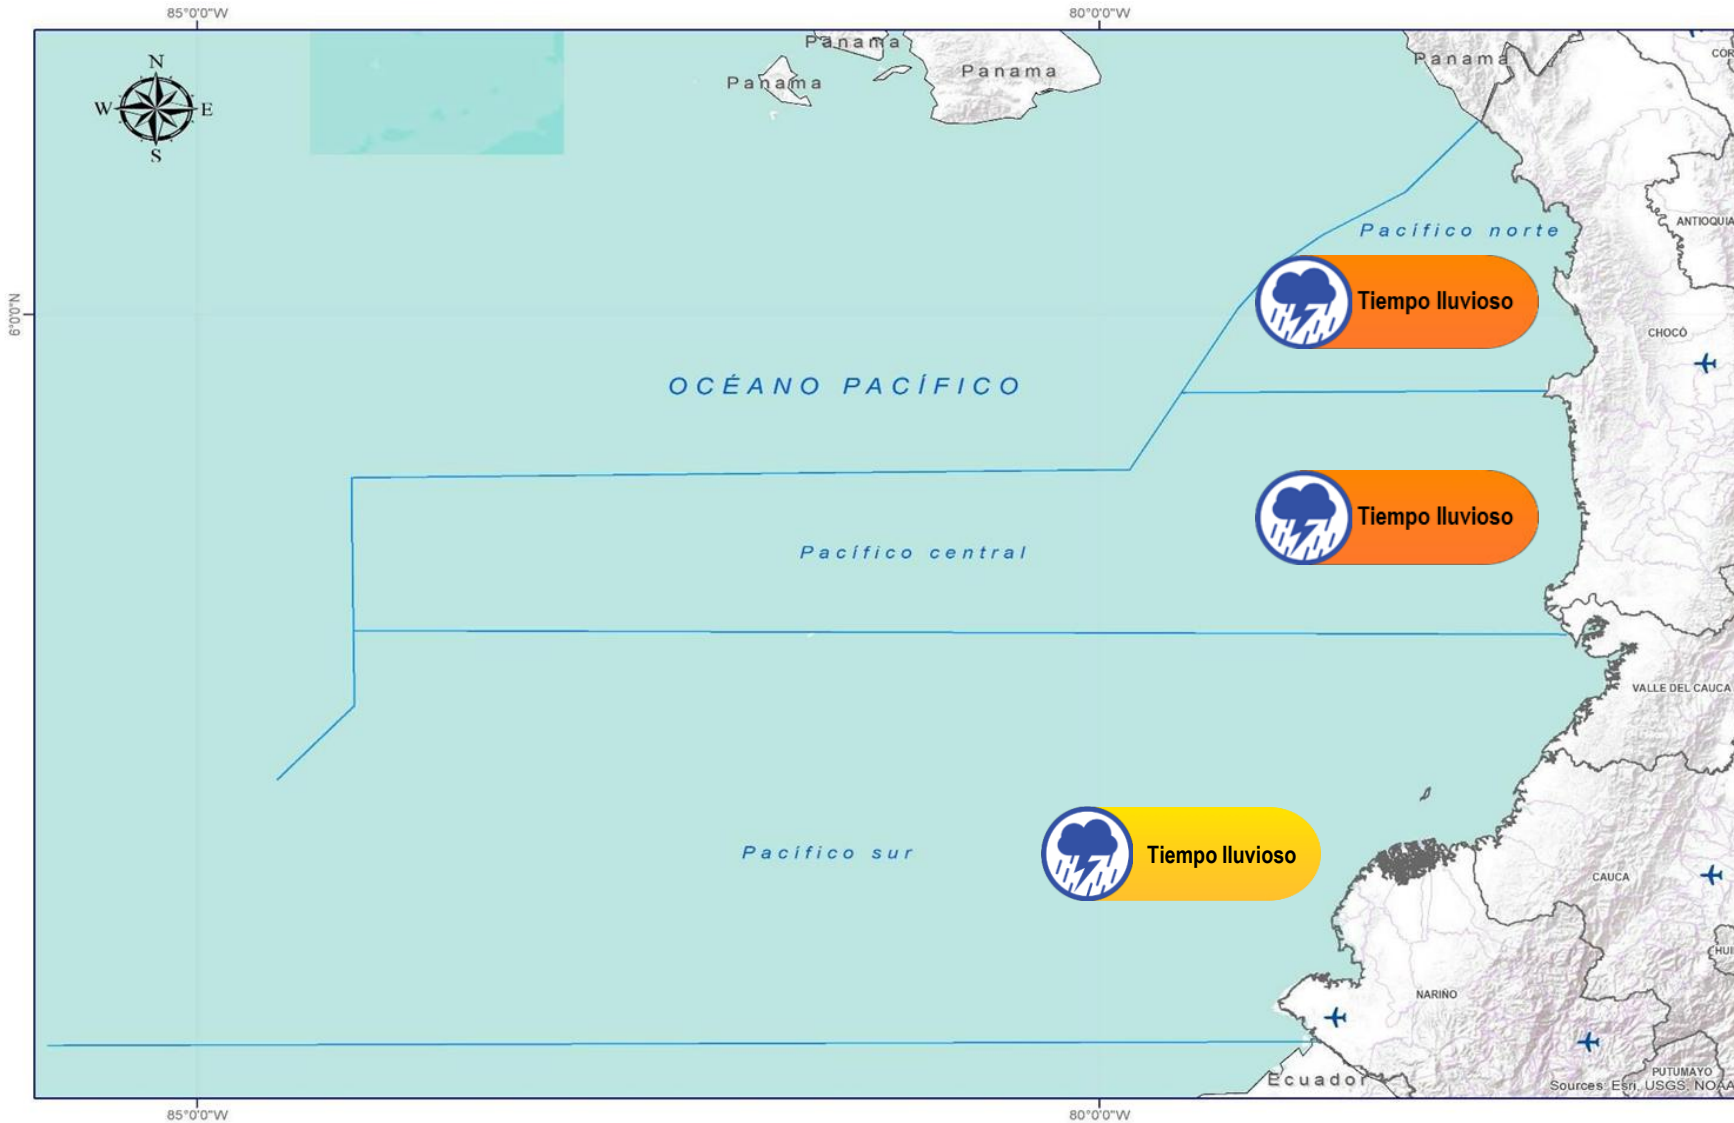 85°0'0"W
80°0'0"W
N
W
E
S
Panama
Panama
Panama
Panama
COR
ANTIOQUIA
Pacífico norte
6°0'0"N
Tiempo lluvioso
CHOCÓ
OCÉANO PACÍFICO
Tiempo lluvioso
Pacífico central
VALLE DEL CAUCA
Pacífico sur
Tiempo lluvioso
CAUCA
HUI
NARIÑO
PUTUMAYO
Ecuador
Sources: Esri, USGS, NOAA
85°0'0"W
80°0'0"W